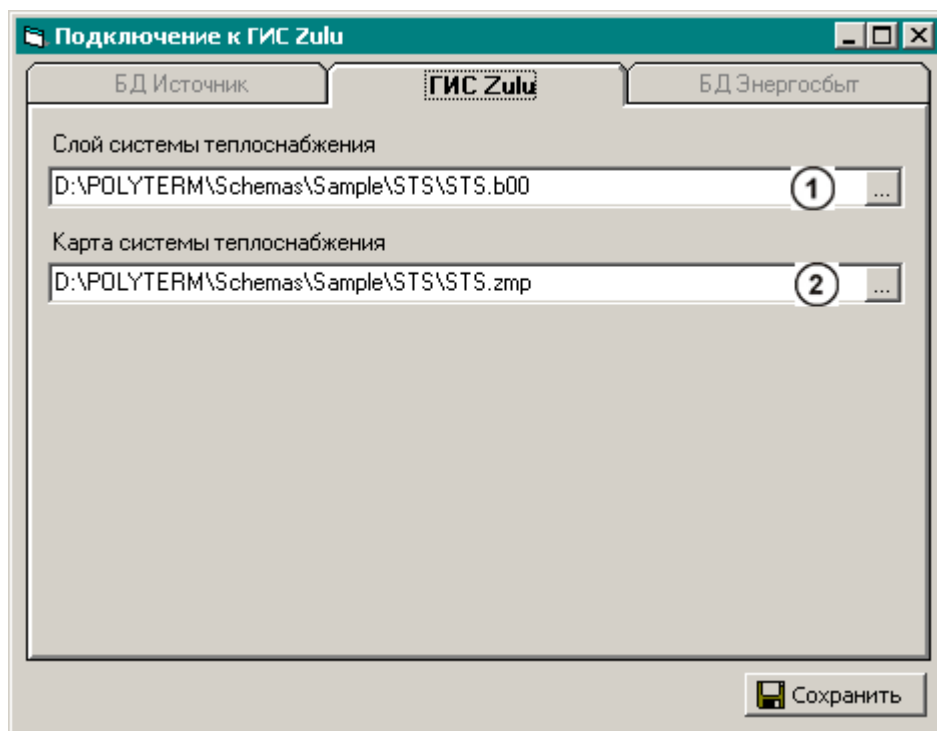 Подключение к ГИС Zulu
БД Источник ГИС Zulu БД Энергосбыт
Слой системы теплоснабжения
D:\POLYTERM\Schemas\Sample\STS\STS.b00 1 ...
Карта системы теплоснабжения
D:\POLYTERM\Schemas\Sample\STS\STS.zmp 2 ...
Сохранить